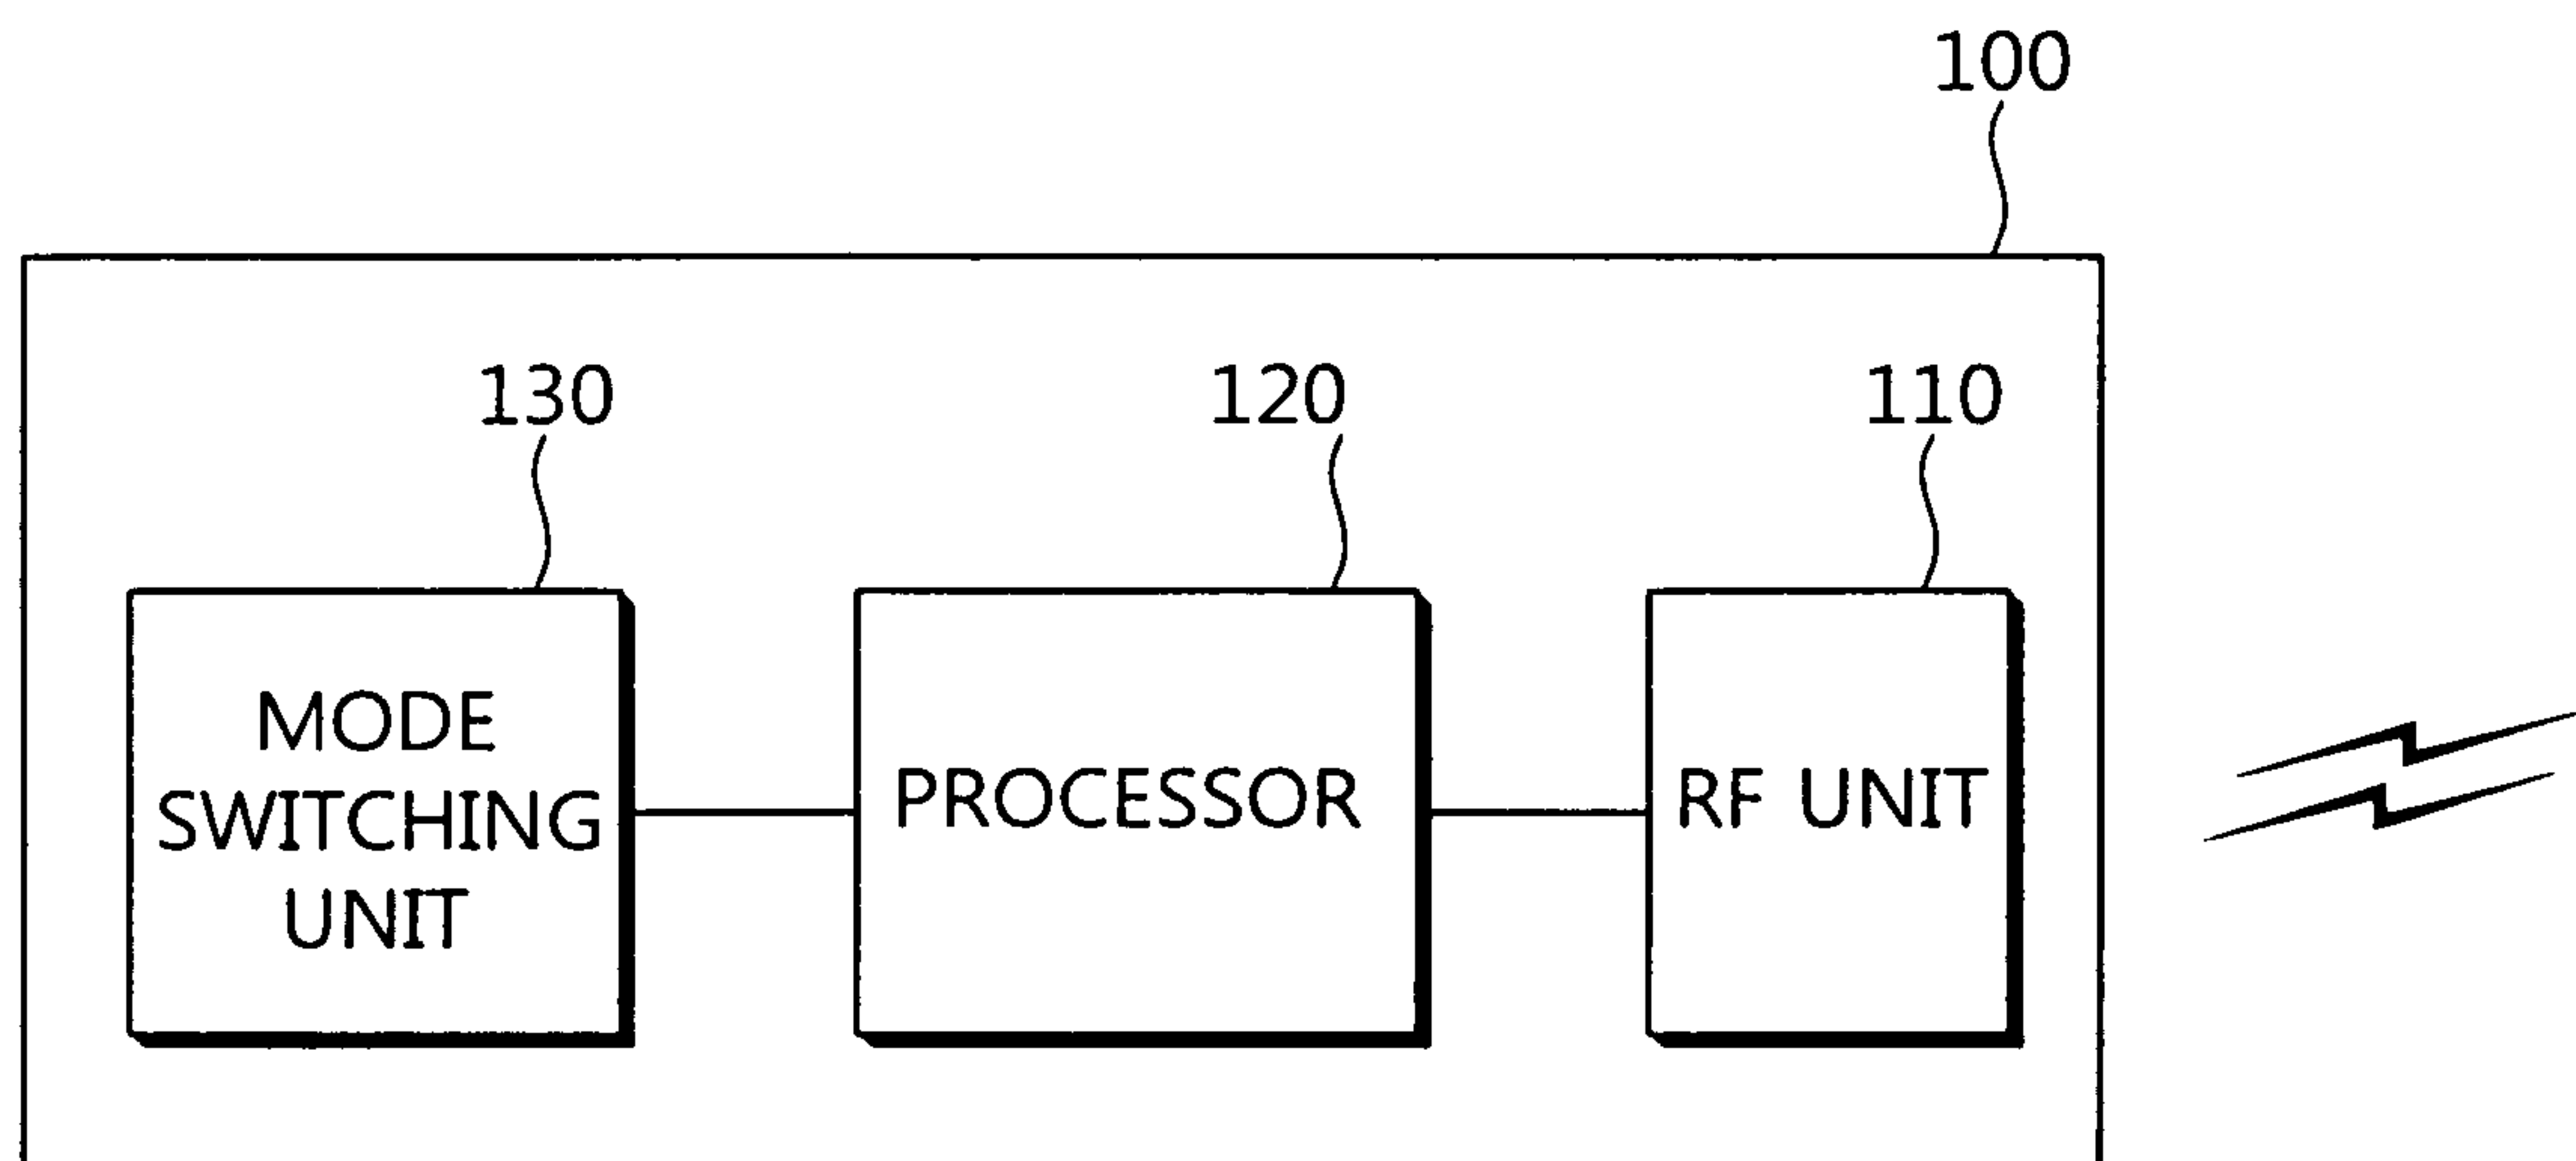 100
130
120
110
MODE
SWITCHING
UNIT
PROCESSOR
RF UNIT